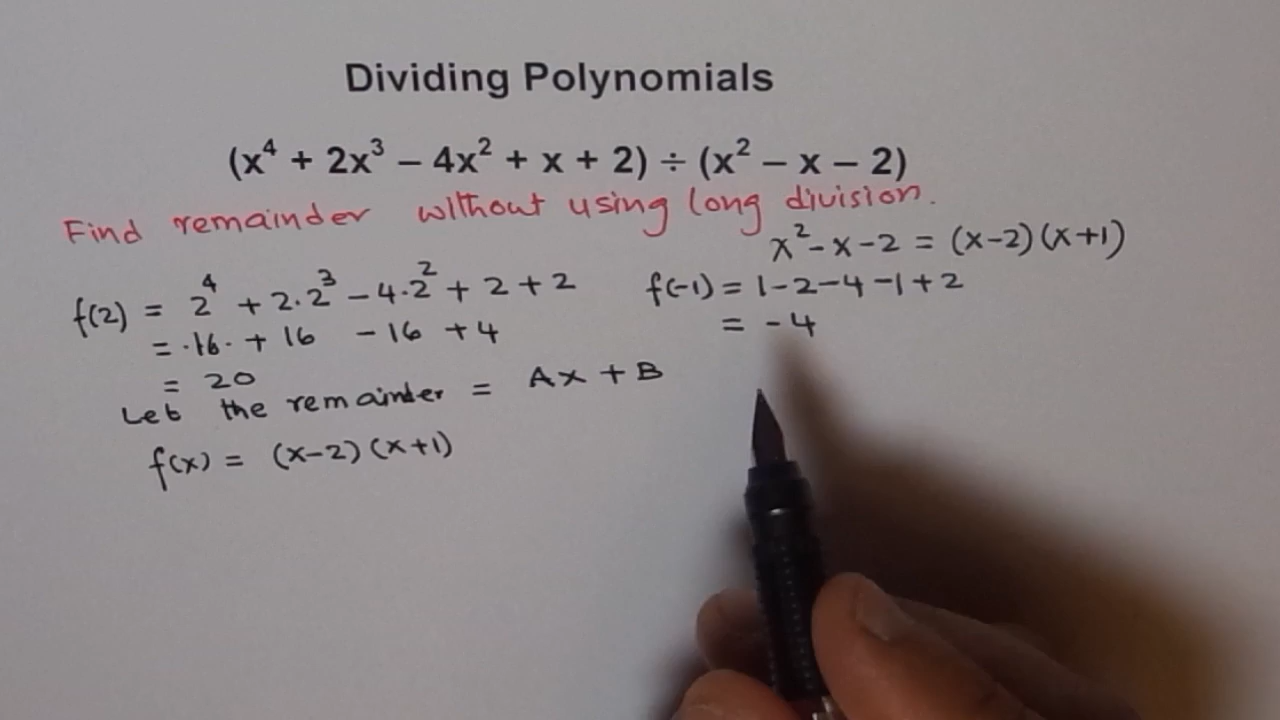 Dividing Polynomials
(x⁴ + 2x³ – 4x² + x + 2) ÷ (x² – x – 2)
Find remainder without using long division.
x² - x - 2 = (x-2)(x+1)
f(2) = 2⁴ + 2·2³ - 4·2² + 2 + 2
= ·16· + 16 - 16 + 4
= 20
f(-1) = 1 - 2 - 4 - 1 + 2
= - 4
Let the remainder = Ax + B
f(x) = (x-2)(x+1)